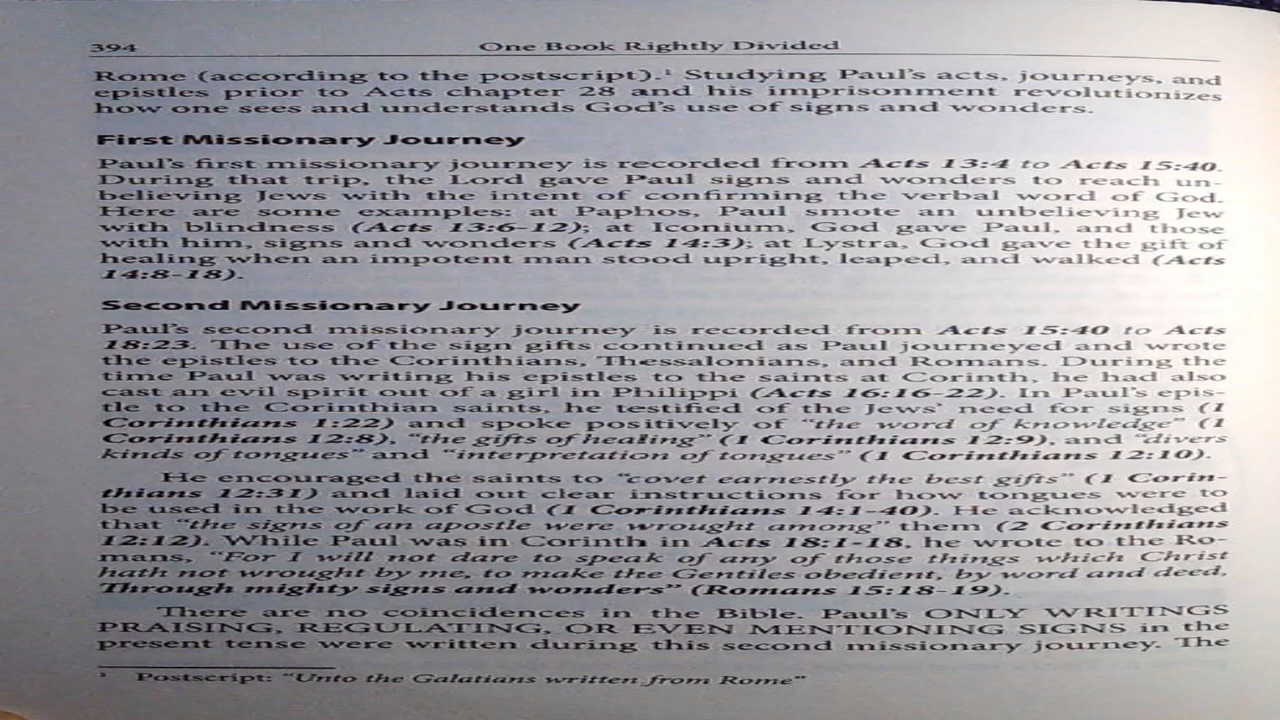 394 One Book Rightly Divided
Rome (according to the postscript).¹ Studying Paul's acts, journeys, and
epistles prior to Acts chapter 28 and his imprisonment revolutionizes
how one sees and understands God's use of signs and wonders.
First Missionary Journey
Paul's first missionary journey is recorded from Acts 13:4 to Acts 15:40.
During that trip, the Lord gave Paul signs and wonders to reach un-
believing Jews with the intent of confirming the verbal word of God.
Here are some examples: at Paphos, Paul smote an unbelieving Jew
with blindness (Acts 13:6-12); at Iconium, God gave Paul, and those
with him, signs and wonders (Acts 14:3); at Lystra, God gave the gift of
healing when an impotent man stood upright, leaped, and walked (Acts
14:8-18).
Second Missionary Journey
Paul's second missionary journey is recorded from Acts 15:40 to Acts
18:23. The use of the sign gifts continued as Paul journeyed and wrote
the epistles to the Corinthians, Thessalonians, and Romans. During the
time Paul was writing his epistles to the saints at Corinth, he had also
cast an evil spirit out of a girl in Philippi (Acts 16:16-22). In Paul's epis-
tle to the Corinthian saints, he testified of the Jews' need for signs (1
Corinthians 1:22) and spoke positively of "the word of knowledge" (1
Corinthians 12:8), "the gifts of healing" (1 Corinthians 12:9), and "divers
kinds of tongues" and "interpretation of tongues" (1 Corinthians 12:10).
He encouraged the saints to "covet earnestly the best gifts" (1 Corin-
thians 12:31) and laid out clear instructions for how tongues were to
be used in the work of God (1 Corinthians 14:1-40). He acknowledged
that "the signs of an apostle were wrought among" them (2 Corinthians
12:12). While Paul was in Corinth in Acts 18:1-18, he wrote to the Ro-
mans, "For I will not dare to speak of any of those things which Christ
hath not wrought by me, to make the Gentiles obedient, by word and deed,
Through mighty signs and wonders" (Romans 15:18-19).
There are no coincidences in the Bible. Paul's ONLY WRITINGS
PRAISING, REGULATING, OR EVEN MENTIONING SIGNS in the
present tense were written during this second missionary journey. The
¹ Postscript: "Unto the Galatians written from Rome"